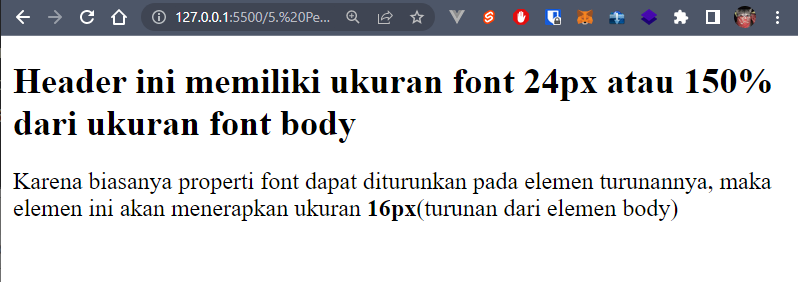 127.0.0.1:5500/5.%20Pe...
Header ini memiliki ukuran font 24px atau 150%
dari ukuran font body
Karena biasanya properti font dapat diturunkan pada elemen turunannya, maka
elemen ini akan menerapkan ukuran 16px(turunan dari elemen body)